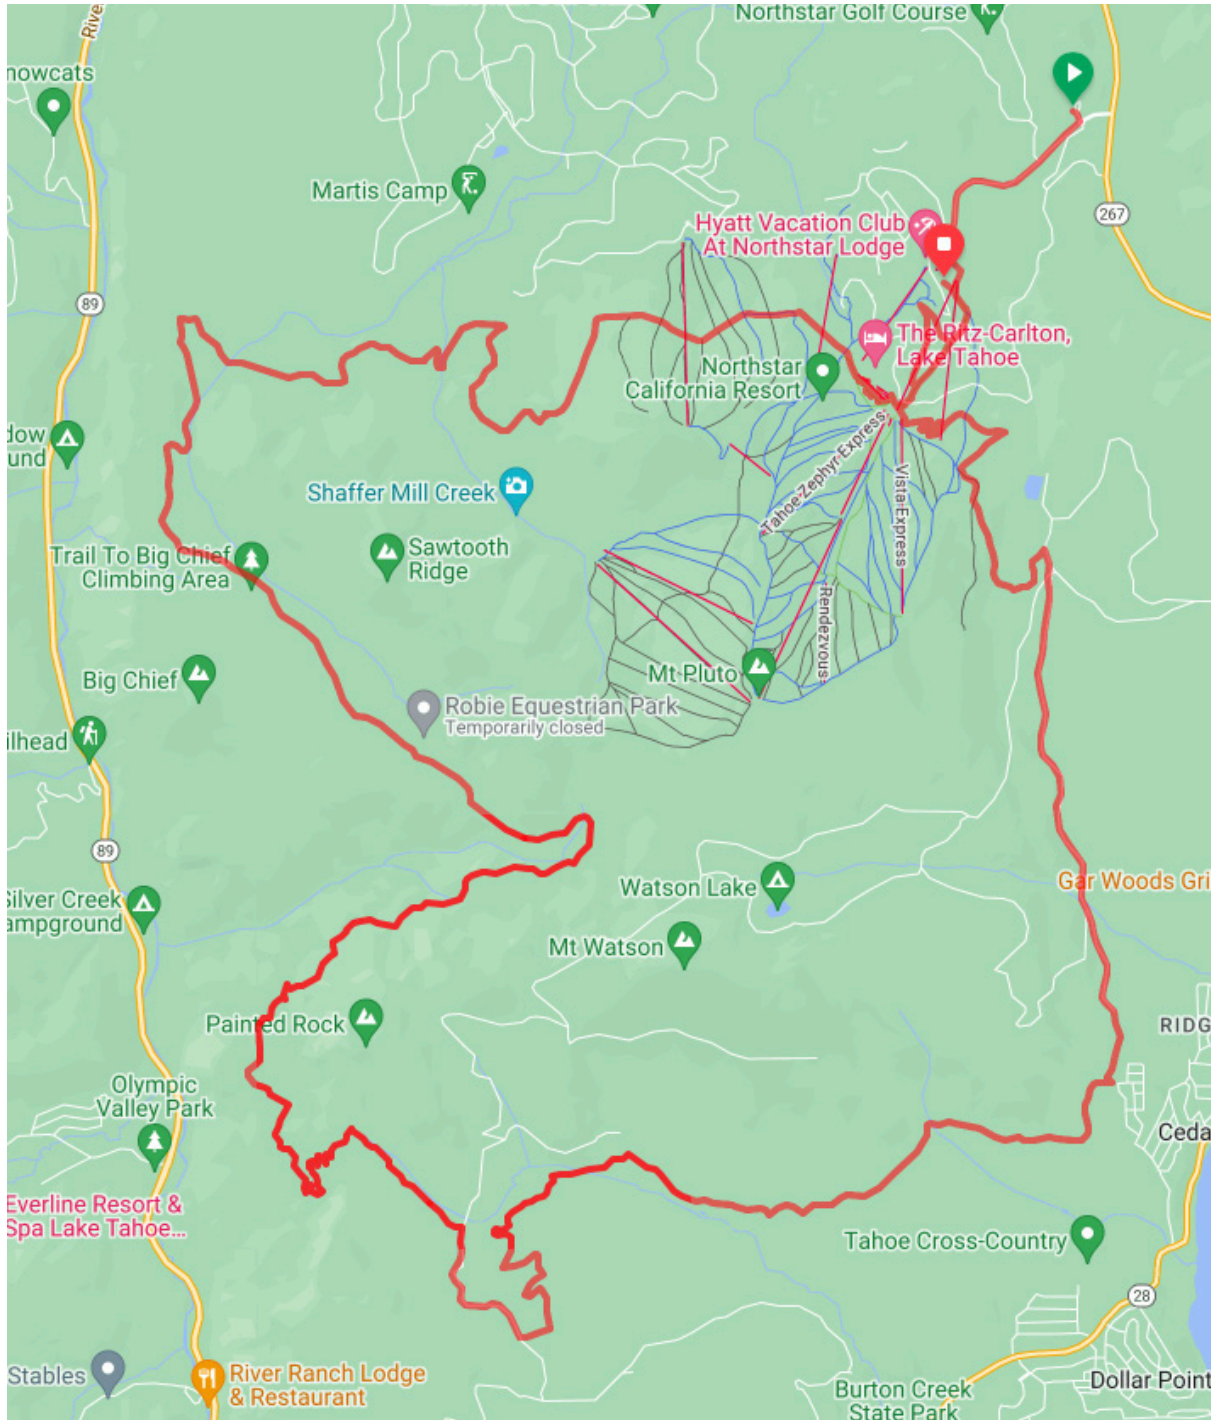 Northstar Golf Course
River
nowcats
Martis Camp
267
Hyatt Vacation Club
At Northstar Lodge
89
The Ritz-Carlton,
Lake Tahoe
Northstar
California Resort
dow
und
Tahoe Zephyr Express
Shaffer Mill Creek
Vista Express
Sawtooth
Ridge
Trail To Big Chief
Climbing Area
Rendezvous
Mt Pluto
Big Chief
Robie Equestrian Park
Temporarily closed
ilhead
89
Watson Lake
Gar Woods Gri
Silver Creek
ampground
Mt Watson
Painted Rock
RIDG
Olympic
Valley Park
Ceda
Everline Resort &
Spa Lake Tahoe...
Tahoe Cross-Country
28
Stables
River Ranch Lodge
& Restaurant
Dollar Point
Burton Creek
State Park